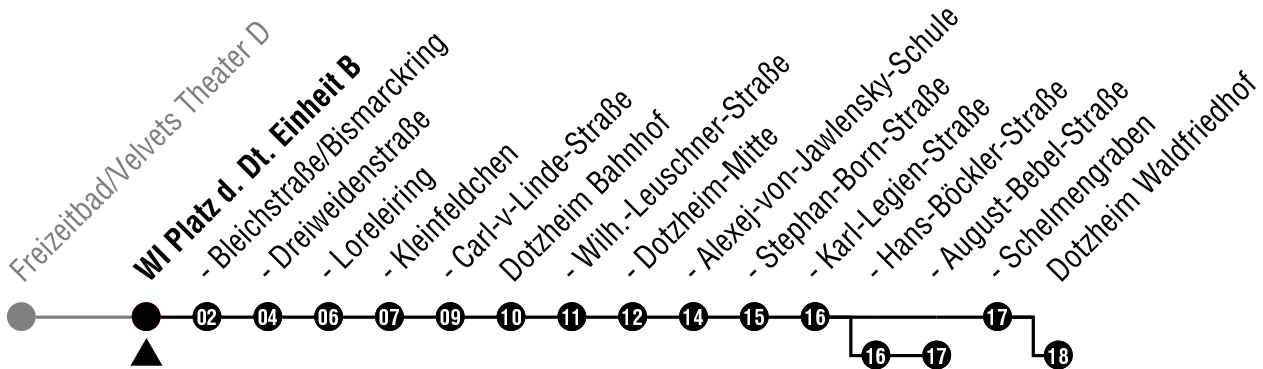 Freizeitbad/Velvets Theater D
WI Platz d. Dt. Einheit B
- Bleichstraße/Bismarckring
- Dreiweidenstraße
- Loreleiring
- Kleinfeldchen
- Carl-v-Linde-Straße
Dotzheim Bahnhof
- Wilh.-Leuschner-Straße
- Dotzheim-Mitte
- Alexej-von-Jawlensky-Schule
- Stephan-Born-Straße
- Karl-Legien-Straße
- Hans-Böckler-Straße
- August-Bebel-Straße
- Schelmengraben
Dotzheim Waldfriedhof
02 04 06 07 09 10 11 12 14 15 16 17
16 17 18